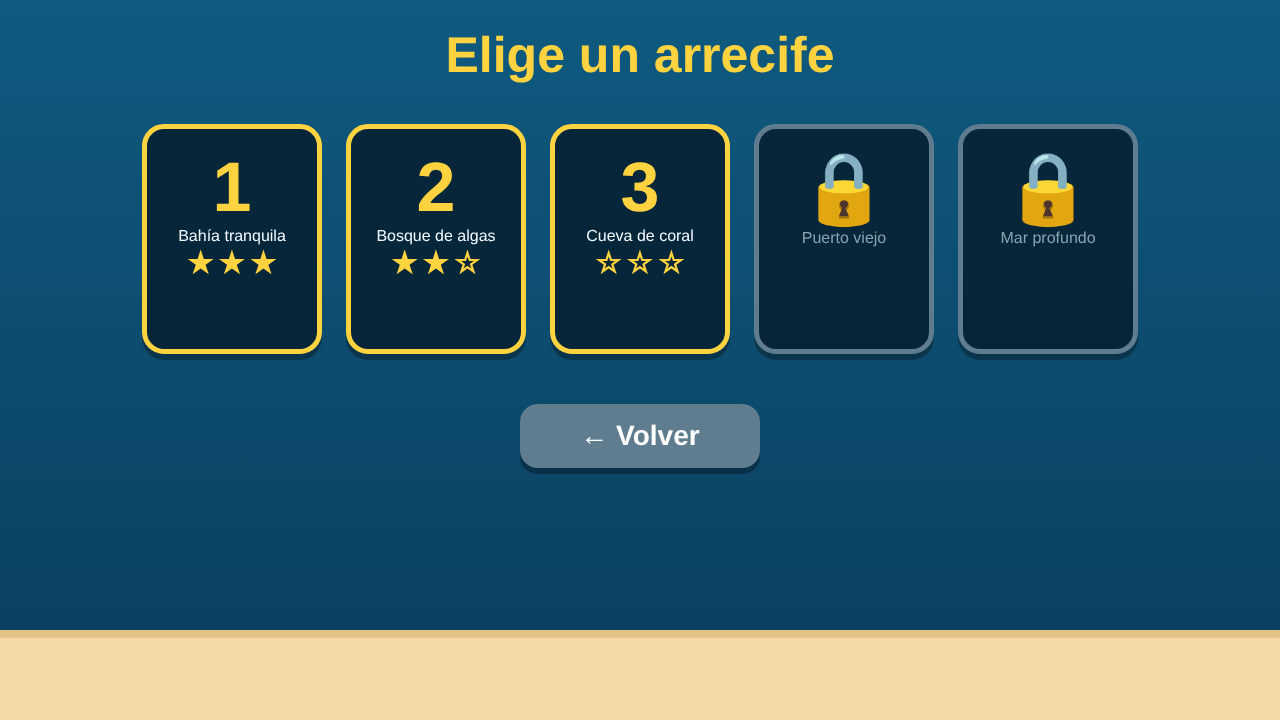 Elige un arrecife
1
Bahía tranquila
★★★
2
Bosque de algas
★★☆
3
Cueva de coral
☆☆☆
Puerto viejo
Mar profundo
← Volver